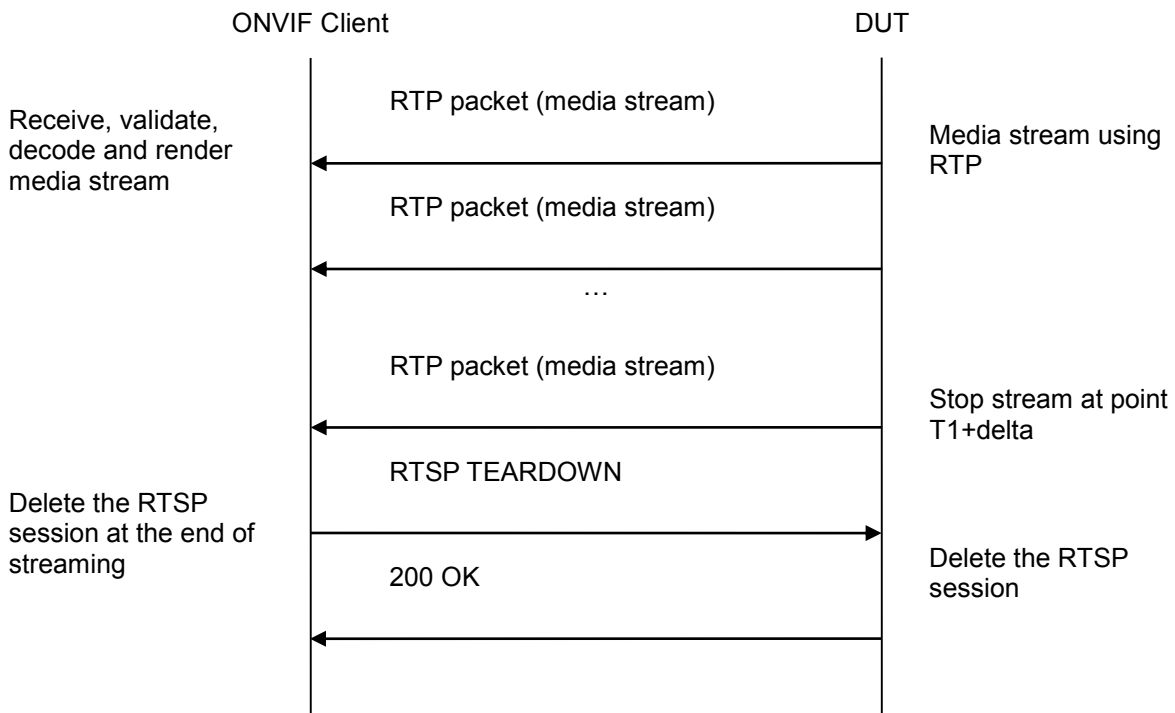 ONVIF Client
DUT
RTP packet (media stream)
Receive, validate,
decode and render
media stream
Media stream using
RTP
RTP packet (media stream)
…
RTP packet (media stream)
Stop stream at point
T1+delta
RTSP TEARDOWN
Delete the RTSP
session at the end of
streaming
Delete the RTSP
session
200 OK